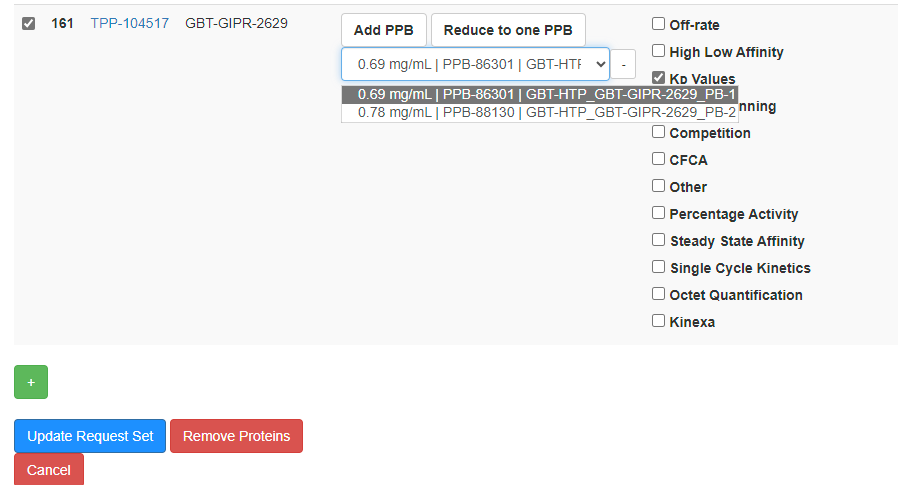 161 TPP-104517 GBT-GIPR-2629
Add PPB Reduce to one PPB
0.69 mg/mL | PPB-86301 | GBT-HTF
-
0.69 mg/mL | PPB-86301 | GBT-HTP_GBT-GIPR-2629_PB-1
0.78 mg/mL | PPB-88130 | GBT-HTP_GBT-GIPR-2629_PB-2
Off-rate
High Low Affinity
KD Values
nning
Competition
CFCA
Other
Percentage Activity
Steady State Affinity
Single Cycle Kinetics
Octet Quantification
Kinexa
+
Update Request Set Remove Proteins
Cancel